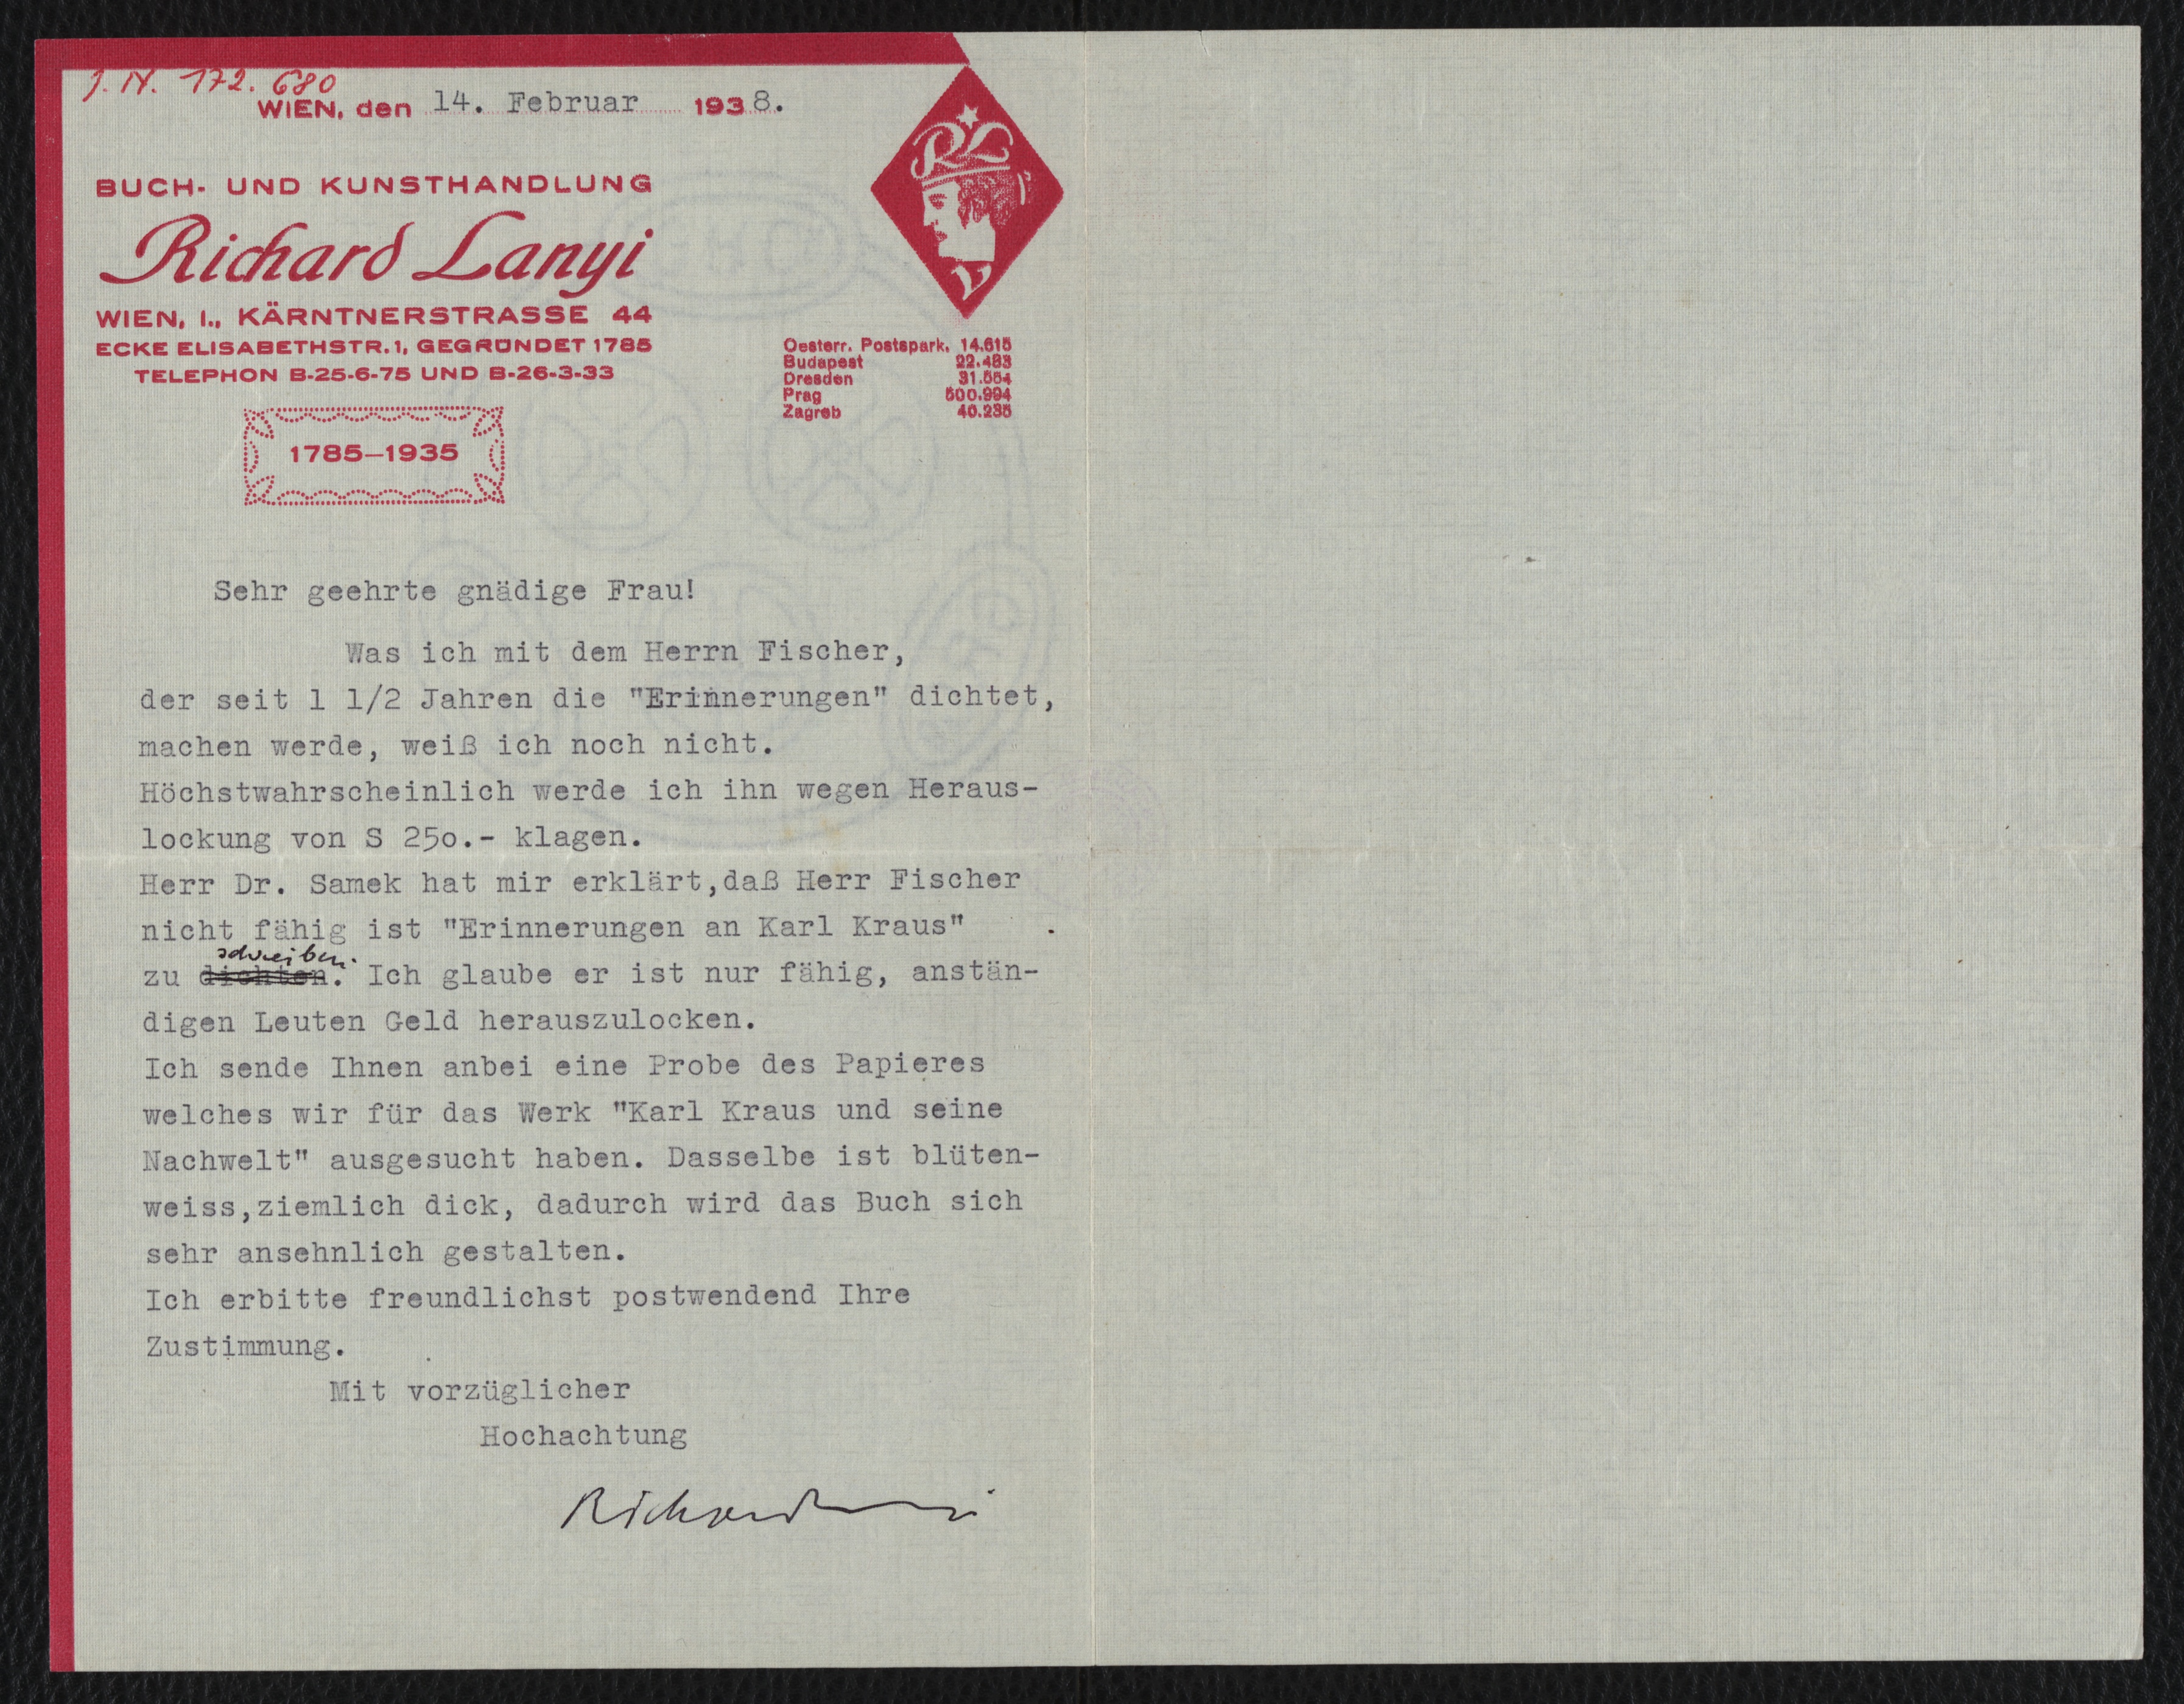 J. N. 172.680
WIEN, den 14. Februar 1938.
BUCH- UND KUNSTHANDLUNG
Richard Lanyi
WIEN, I., KÄRNTNERSTRASSE 44
ECKE ELISABETHSTR. 1, GEGRÜNDET 1785
TELEPHON B-25-6-75 UND B-26-3-33
1785–1935
RL
Oesterr. Postspark. 14.615
Budapest 22.483
Dresden 31.554
Prag 500.994
Zagreb 40.235
Sehr geehrte gnädige Frau!
Was ich mit dem Herrn Fischer,
der seit 1 1/2 Jahren die "Erinnerungen" dichtet,
machen werde, weiß ich noch nicht.
Höchstwahrscheinlich werde ich ihn wegen Heraus-
lockung von S 25o.- klagen.
Herr Dr. Samek hat mir erklärt,daß Herr Fischer
nicht fähig ist "Erinnerungen an Karl Kraus"
schreiben.
zu dichten. Ich glaube er ist nur fähig, anstän-
digen Leuten Geld herauszulocken.
Ich sende Ihnen anbei eine Probe des Papieres
welches wir für das Werk "Karl Kraus und seine
Nachwelt" ausgesucht haben. Dasselbe ist blüten-
weiss,ziemlich dick, dadurch wird das Buch sich
sehr ansehnlich gestalten.
Ich erbitte freundlichst postwendend Ihre
Zustimmung.
Mit vorzüglicher
Hochachtung
Richard Lanyi